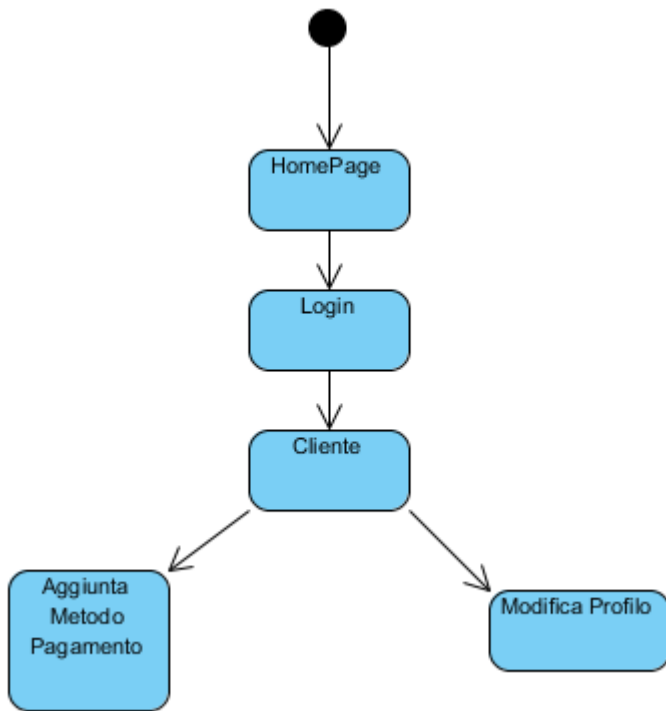 HomePage
Login
Cliente
Aggiunta
Metodo
Pagamento
Modifica Profilo